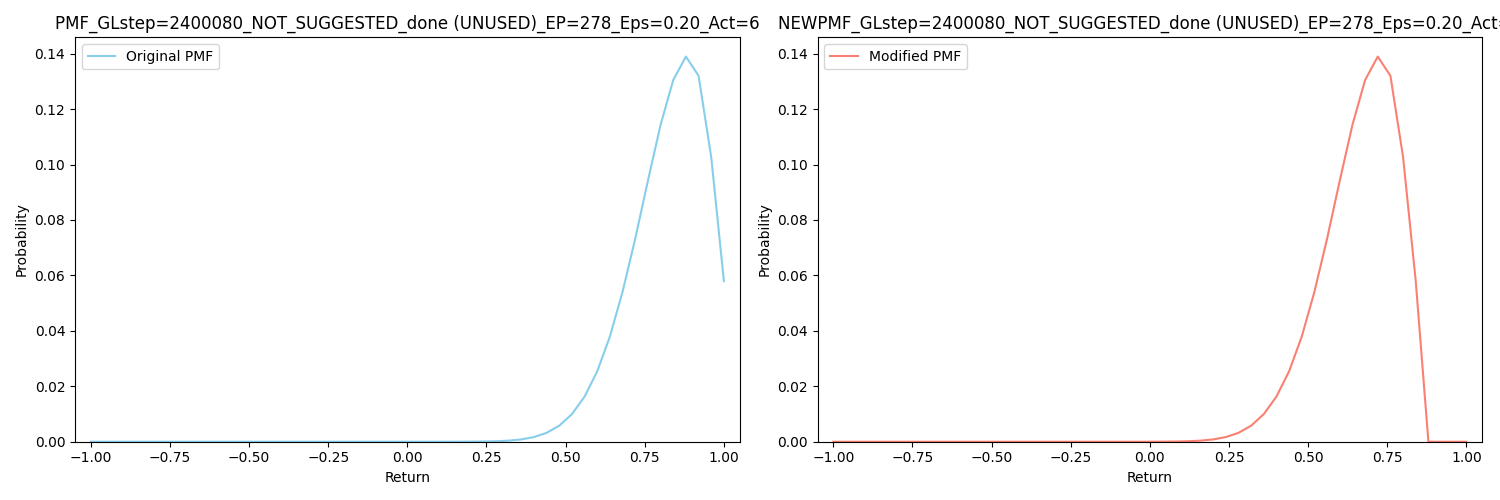 PMF_GLstep=2400080_NOT_SUGGESTED_done (UNUSED)_EP=278_Eps=0.20_Act=6
Original PMF
Probability
0.14
0.12
0.10
0.08
0.06
0.04
0.02
0.00
−1.00 −0.75 −0.50 −0.25 0.00 0.25 0.50 0.75 1.00
Return
NEWPMF_GLstep=2400080_NOT_SUGGESTED_done (UNUSED)_EP=278_Eps=0.20_Act=
Modified PMF
Probability
0.14
0.12
0.10
0.08
0.06
0.04
0.02
0.00
−1.00 −0.75 −0.50 −0.25 0.00 0.25 0.50 0.75 1.00
Return